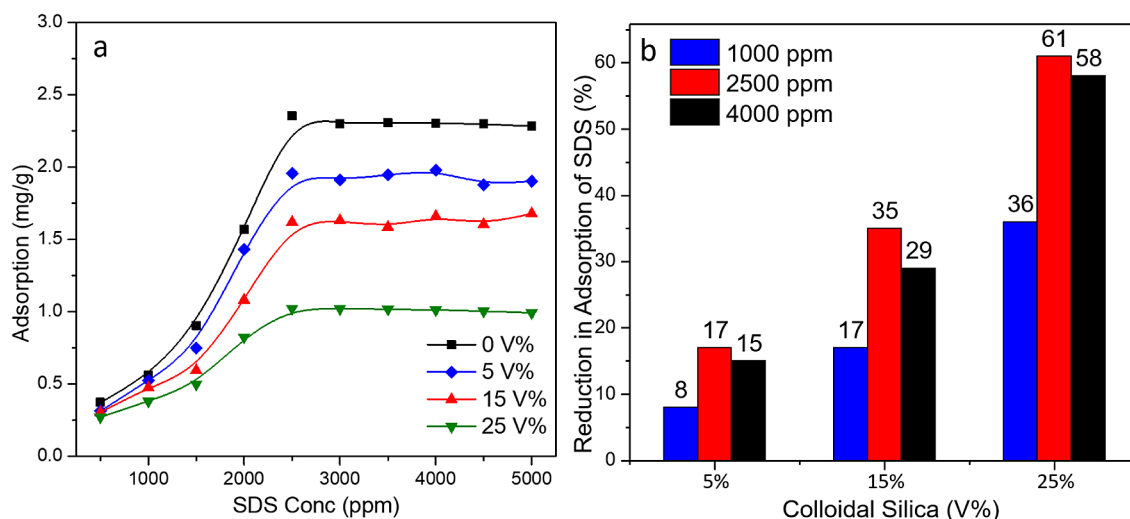 a
3.0
2.5
2.0
1.5
1.0
0.5
0.0
Adsorption (mg/g)
1000 2000 3000 4000 5000
SDS Conc (ppm)
0 V%
5 V%
15 V%
25 V%
b
1000 ppm
2500 ppm
4000 ppm
60
50
40
30
20
10
0
Reduction in Adsorption of SDS (%)
8 17 15
17 35 29
36 61 58
5% 15% 25%
Colloidal Silica (V%)